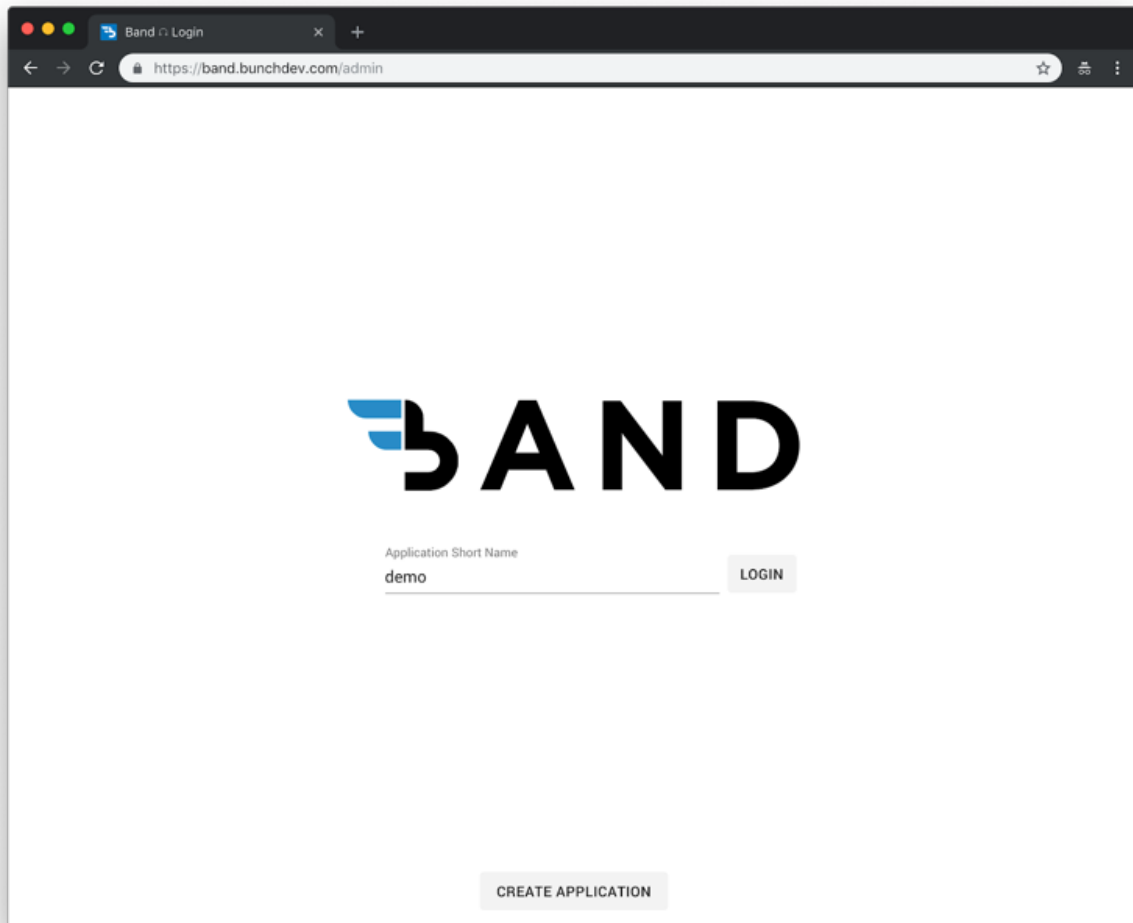 Band ∩ Login
https://band.bunchdev.com/admin
BAND
Application Short Name
demo
LOGIN
CREATE APPLICATION